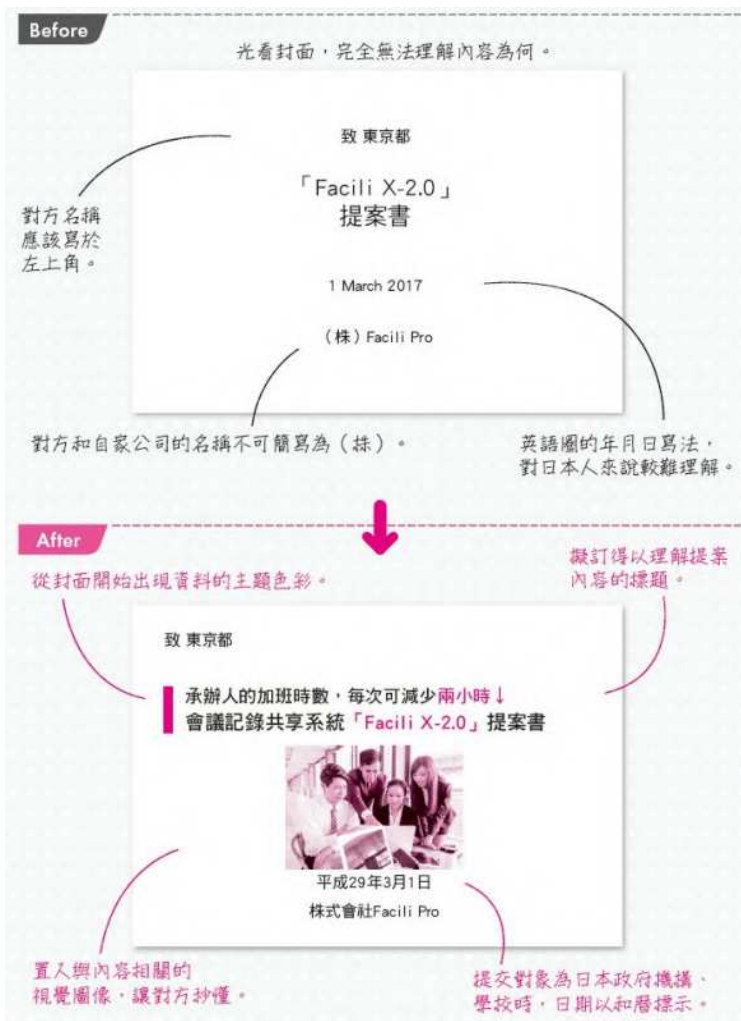 Before
光看封面，完全無法理解內容為何。
致 東京都
「Facili X-2.0」
提案書
對方名稱
應該寫於
左上角。
1 March 2017
（株）Facili Pro
對方和自家公司的名稱不可簡寫為（株）。
英語圈的年月日寫法，
對日本人來說較難理解。
After
從封面開始出現資料的主題色彩。
擬訂得以理解提案
內容的標題。
致 東京都
承辦人的加班時數，每次可減少兩小時↓
會議記錄共享系統「Facili X-2.0」提案書
平成29年3月1日
株式會社Facili Pro
置入與內容相關的
視覺圖像，讓對方秒懂。
提交對象為日本政府機構、
學校時，日期以和曆標示。